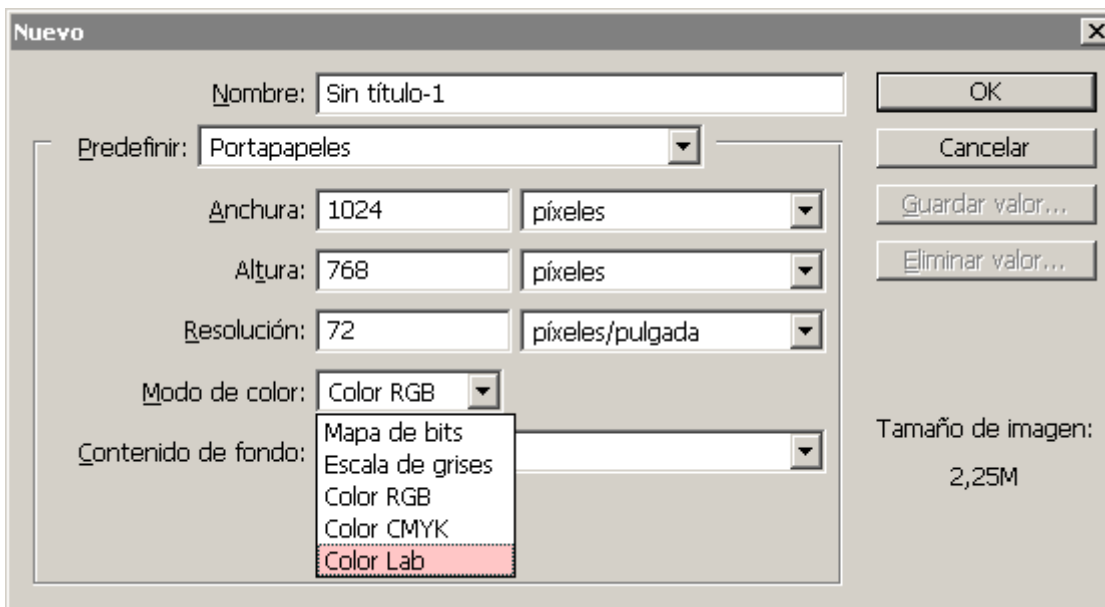 Nuevo
Nombre: Sin título-1
OK
Predefinir: Portapapeles
Cancelar
Anchura: 1024 píxeles
Guardar valor...
Altura: 768 píxeles
Eliminar valor...
Resolución: 72 píxeles/pulgada
Modo de color: Color RGB
Contenido de fondo:
Mapa de bits
Escala de grises
Color RGB
Color CMYK
Color Lab
Tamaño de imagen:
2,25M